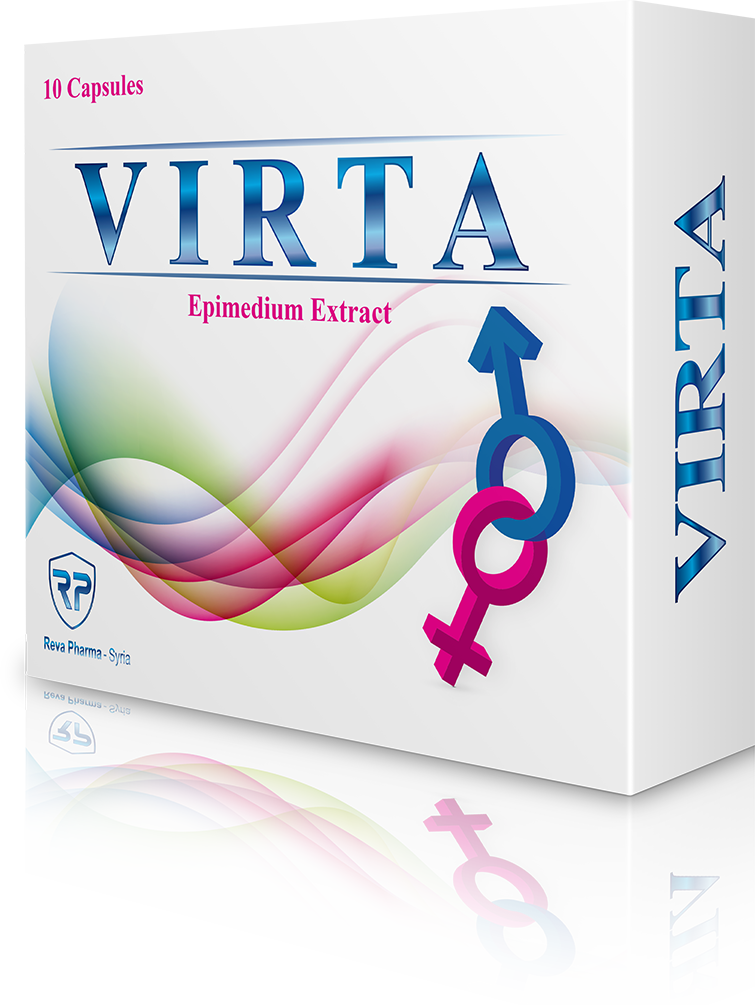 10 Capsules
VIRTA
Epimedium Extract
RP
Reva Pharma - Syria
VIRTA